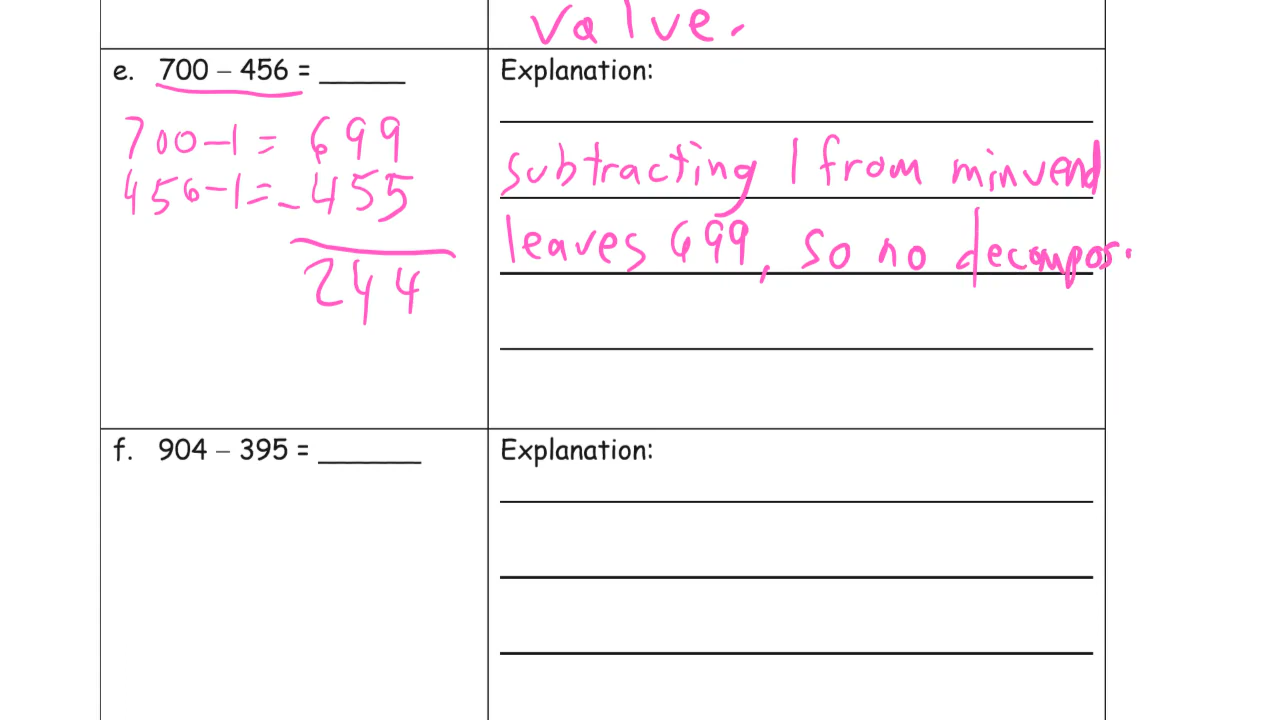 value.
e. 700 – 456 = ______
Explanation:
700-1 = 699
456-1= - 455
244
subtracting 1 from minvend
leaves 699, so no decompos.
f. 904 – 395 = _______
Explanation: